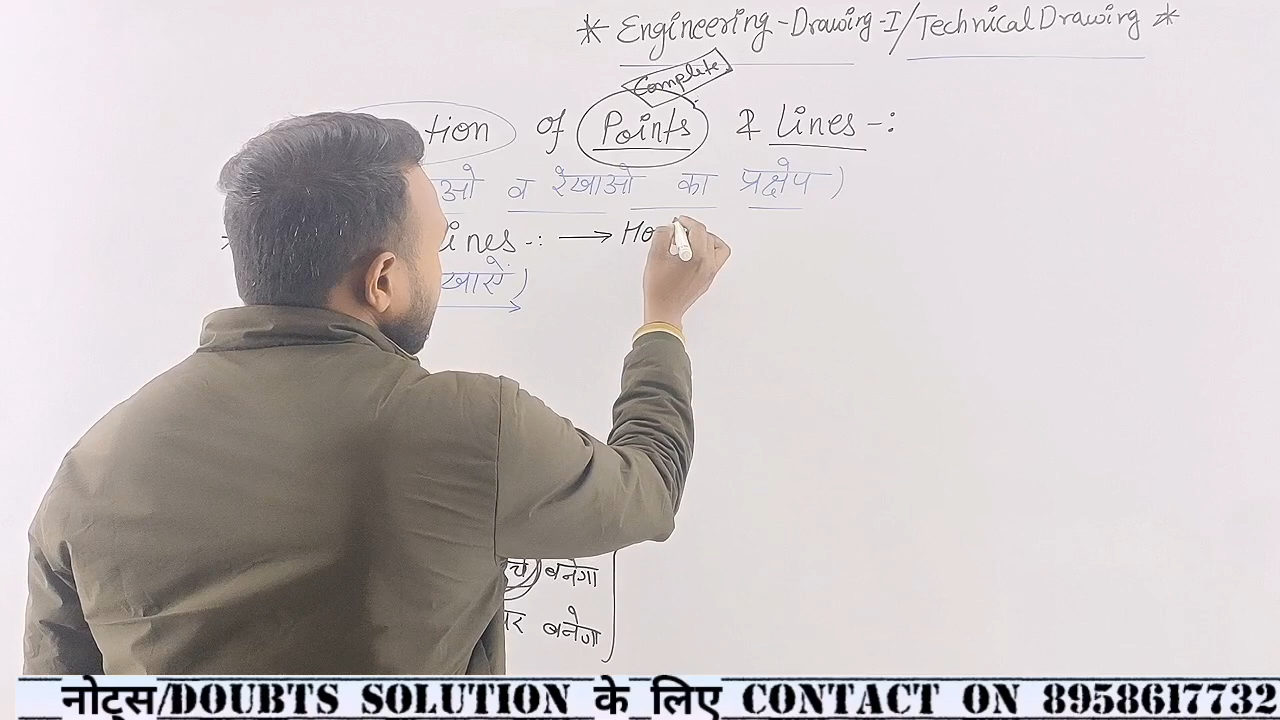 * Engineering-Drawing-I/Technical Drawing *
Complete
tion of Points & Lines -:
ओ व रेखाओ का प्रक्षेप)
ines -: → Ho
खाऐं)
बनेगा
पर बनेगा
नोट्स/DOUBTS SOLUTION के लिए CONTACT ON 8958617732